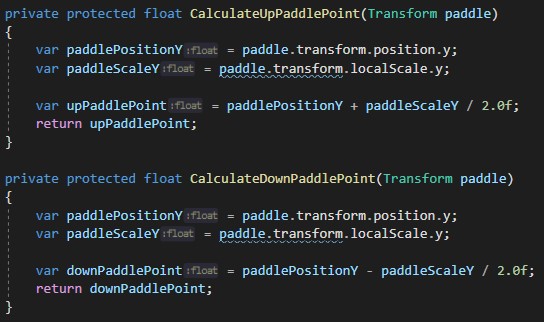 private protected float CalculateUpPaddlePoint(Transform paddle)
{
    var paddlePositionY :float = paddle.transform.position.y;
    var paddleScaleY :float = paddle.transform.localScale.y;

    var upPaddlePoint :float = paddlePositionY + paddleScaleY / 2.0f;
    return upPaddlePoint;
}

private protected float CalculateDownPaddlePoint(Transform paddle)
{
    var paddlePositionY :float = paddle.transform.position.y;
    var paddleScaleY :float = paddle.transform.localScale.y;

    var downPaddlePoint :float = paddlePositionY - paddleScaleY / 2.0f;
    return downPaddlePoint;
}